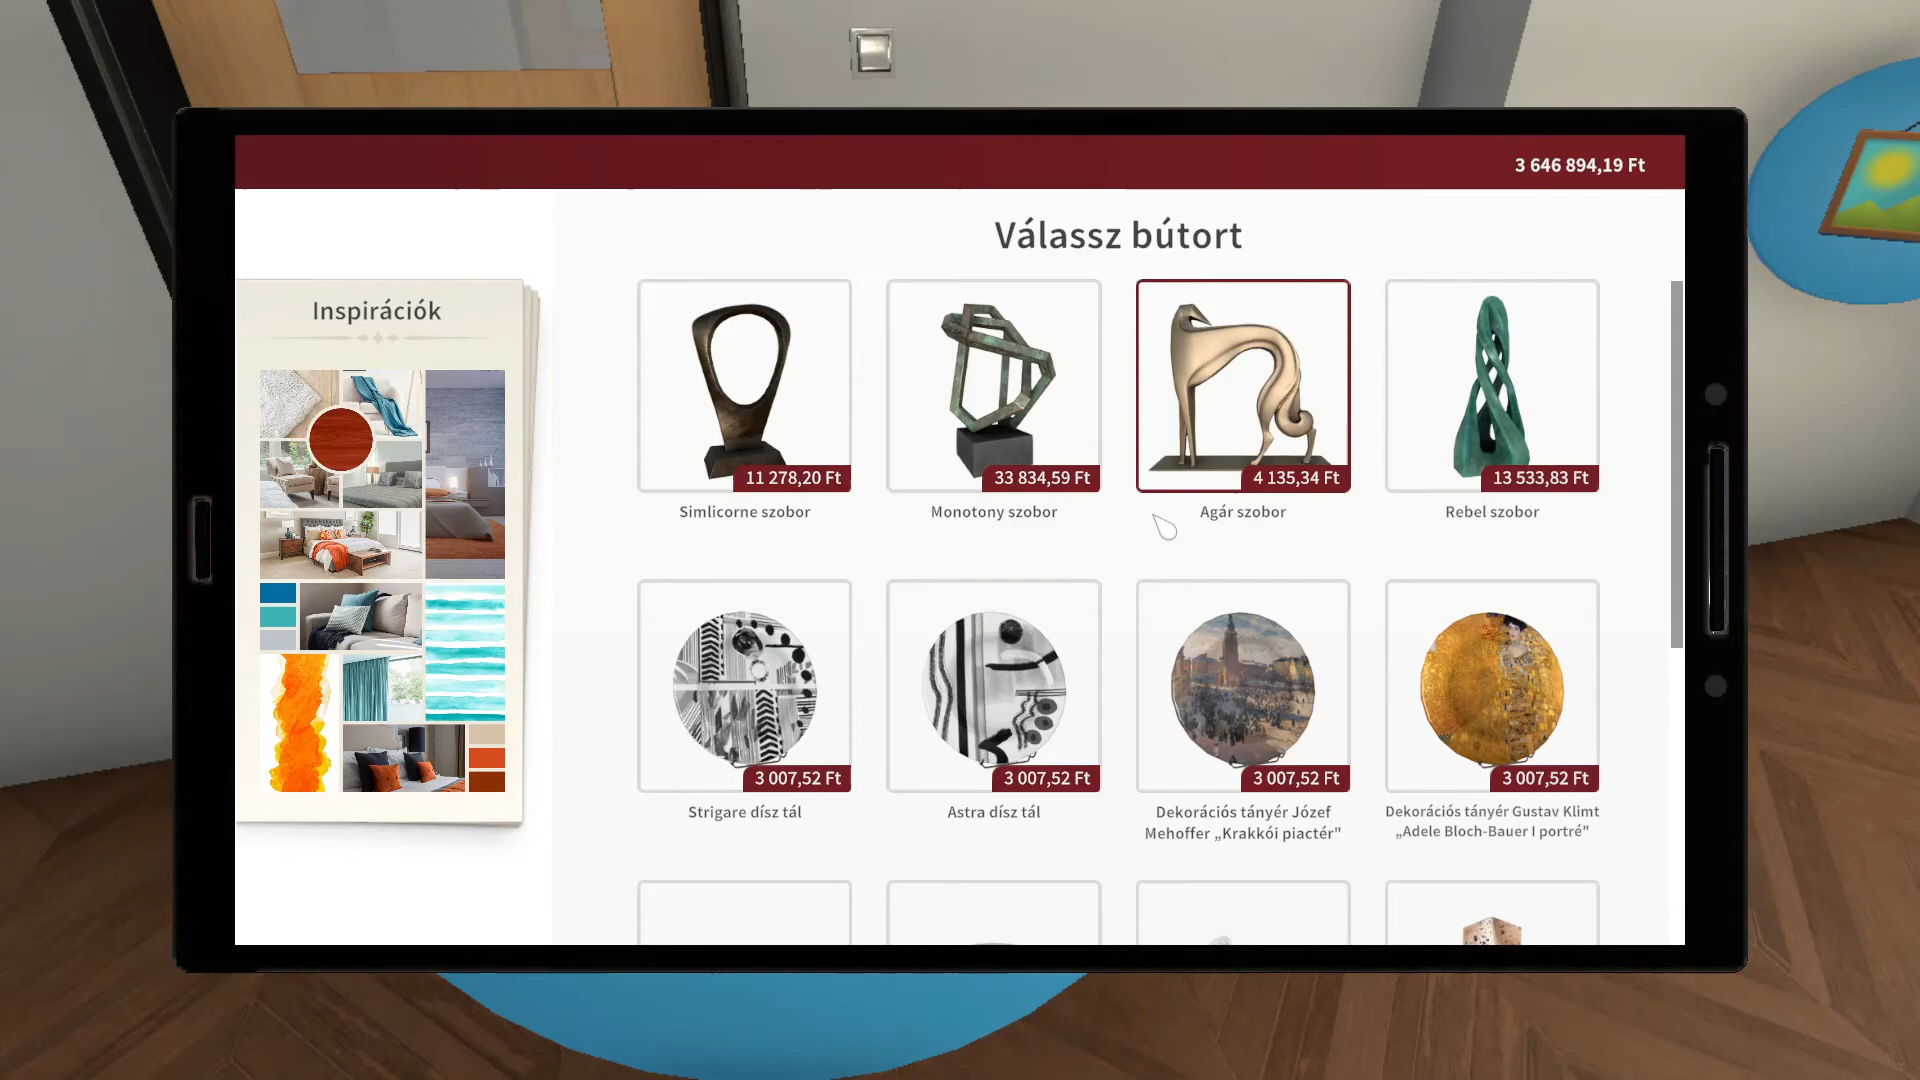 3 646 894,19 Ft
Válassz bútort
Inspirációk
11 278,20 Ft
33 834,59 Ft
4 135,34 Ft
13 533,83 Ft
Simlicorne szobor
Monotony szobor
Agár szobor
Rebel szobor
3 007,52 Ft
3 007,52 Ft
3 007,52 Ft
3 007,52 Ft
Strigare dísz tál
Astra dísz tál
Dekorációs tányér Józef
Mehoffer „Krakkói piactér"
Dekorációs tányér Gustav Klimt
„Adele Bloch-Bauer I portré"